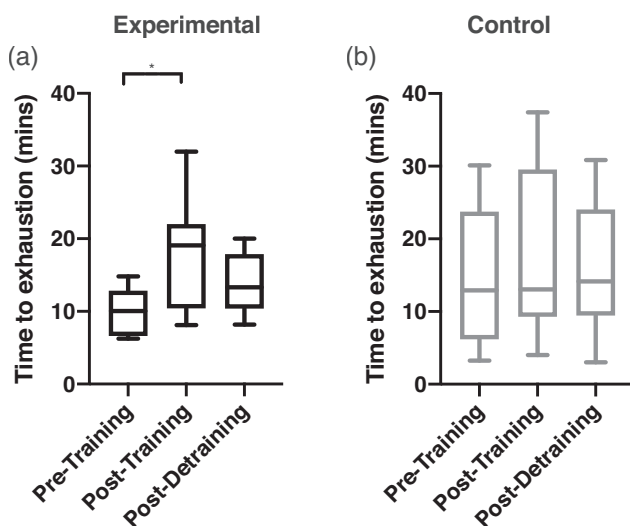 Experimental
(a)
*
Time to exhaustion (mins)
40
30
20
10
0
Pre-Training
Post-Training
Post-Detraining
Control
(b)
Time to exhaustion (mins)
40
30
20
10
0
Pre-Training
Post-Training
Post-Detraining